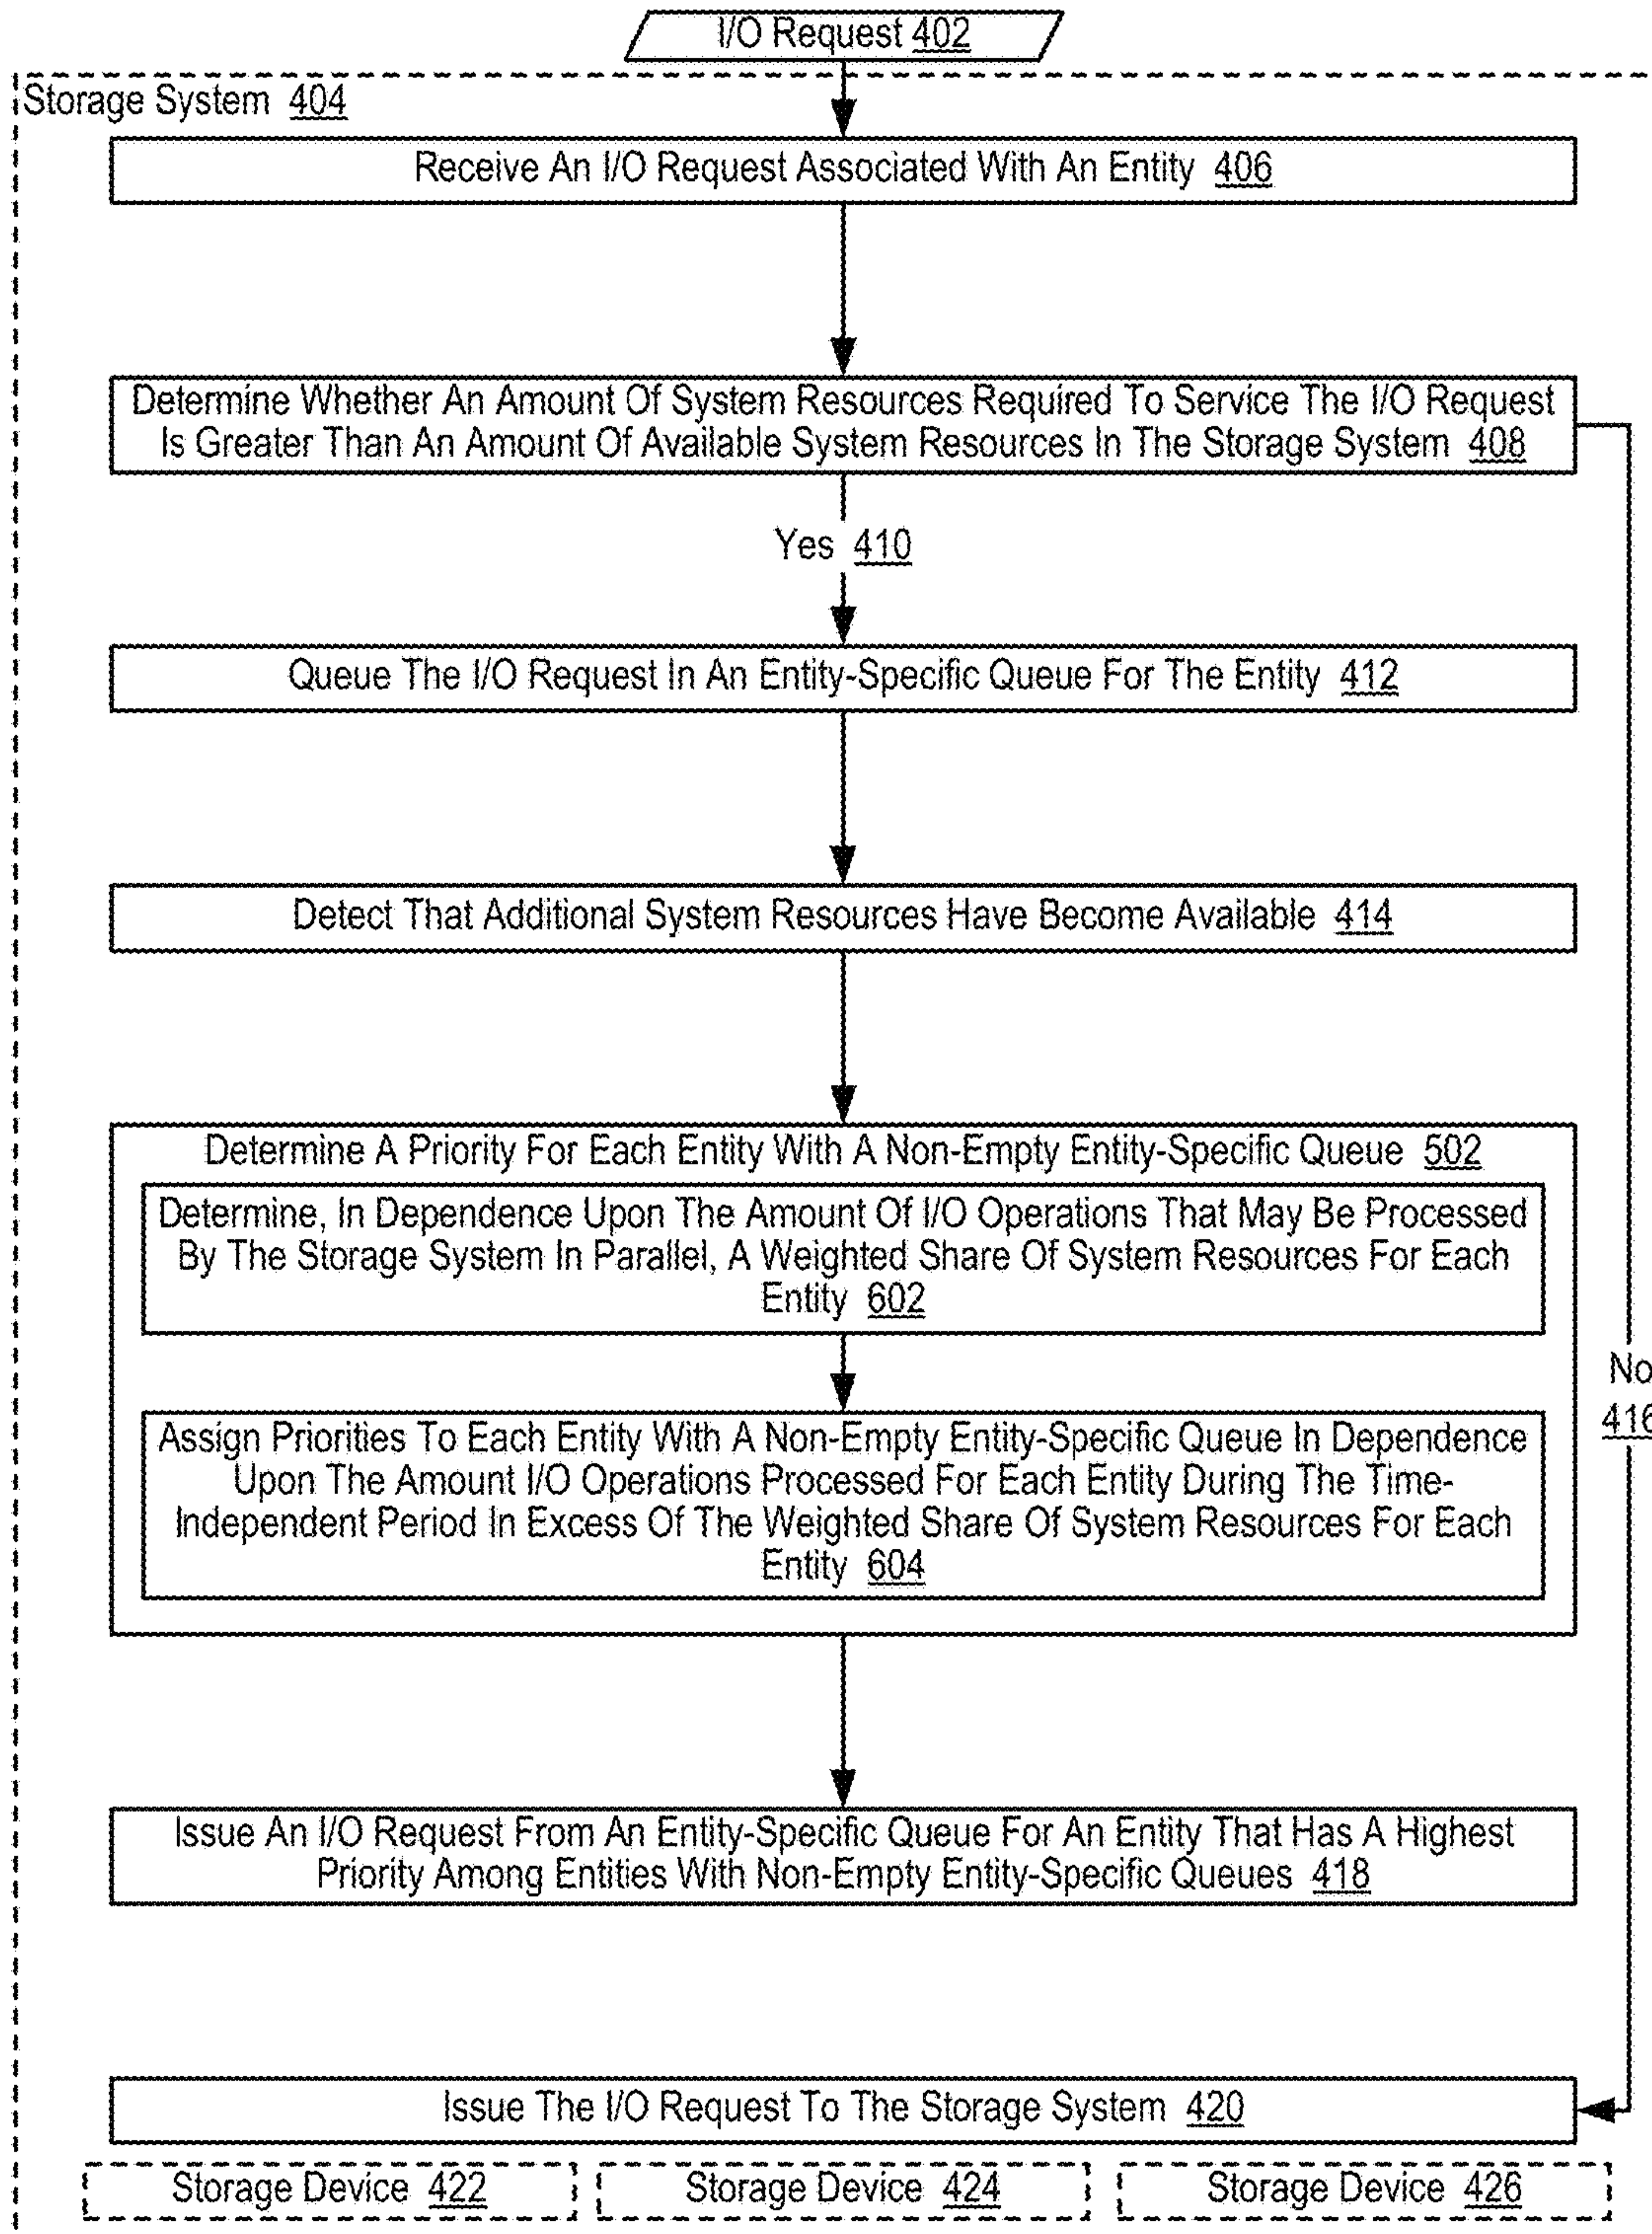 I/O Request 402
Storage System 404
Receive An I/O Request Associated With An Entity 406
Determine Whether An Amount Of System Resources Required To Service The I/O Request
Is Greater Than An Amount Of Available System Resources In The Storage System 408
Yes 410
Queue The I/O Request In An Entity-Specific Queue For The Entity 412
Detect That Additional System Resources Have Become Available 414
Determine A Priority For Each Entity With A Non-Empty Entity-Specific Queue 502
Determine, In Dependence Upon The Amount Of I/O Operations That May Be Processed
By The Storage System In Parallel, A Weighted Share Of System Resources For Each
Entity 602
No
416
Assign Priorities To Each Entity With A Non-Empty Entity-Specific Queue In Dependence
Upon The Amount I/O Operations Processed For Each Entity During The Time-
Independent Period In Excess Of The Weighted Share Of System Resources For Each
Entity 604
Issue An I/O Request From An Entity-Specific Queue For An Entity That Has A Highest
Priority Among Entities With Non-Empty Entity-Specific Queues 418
Issue The I/O Request To The Storage System 420
Storage Device 422
Storage Device 424
Storage Device 426